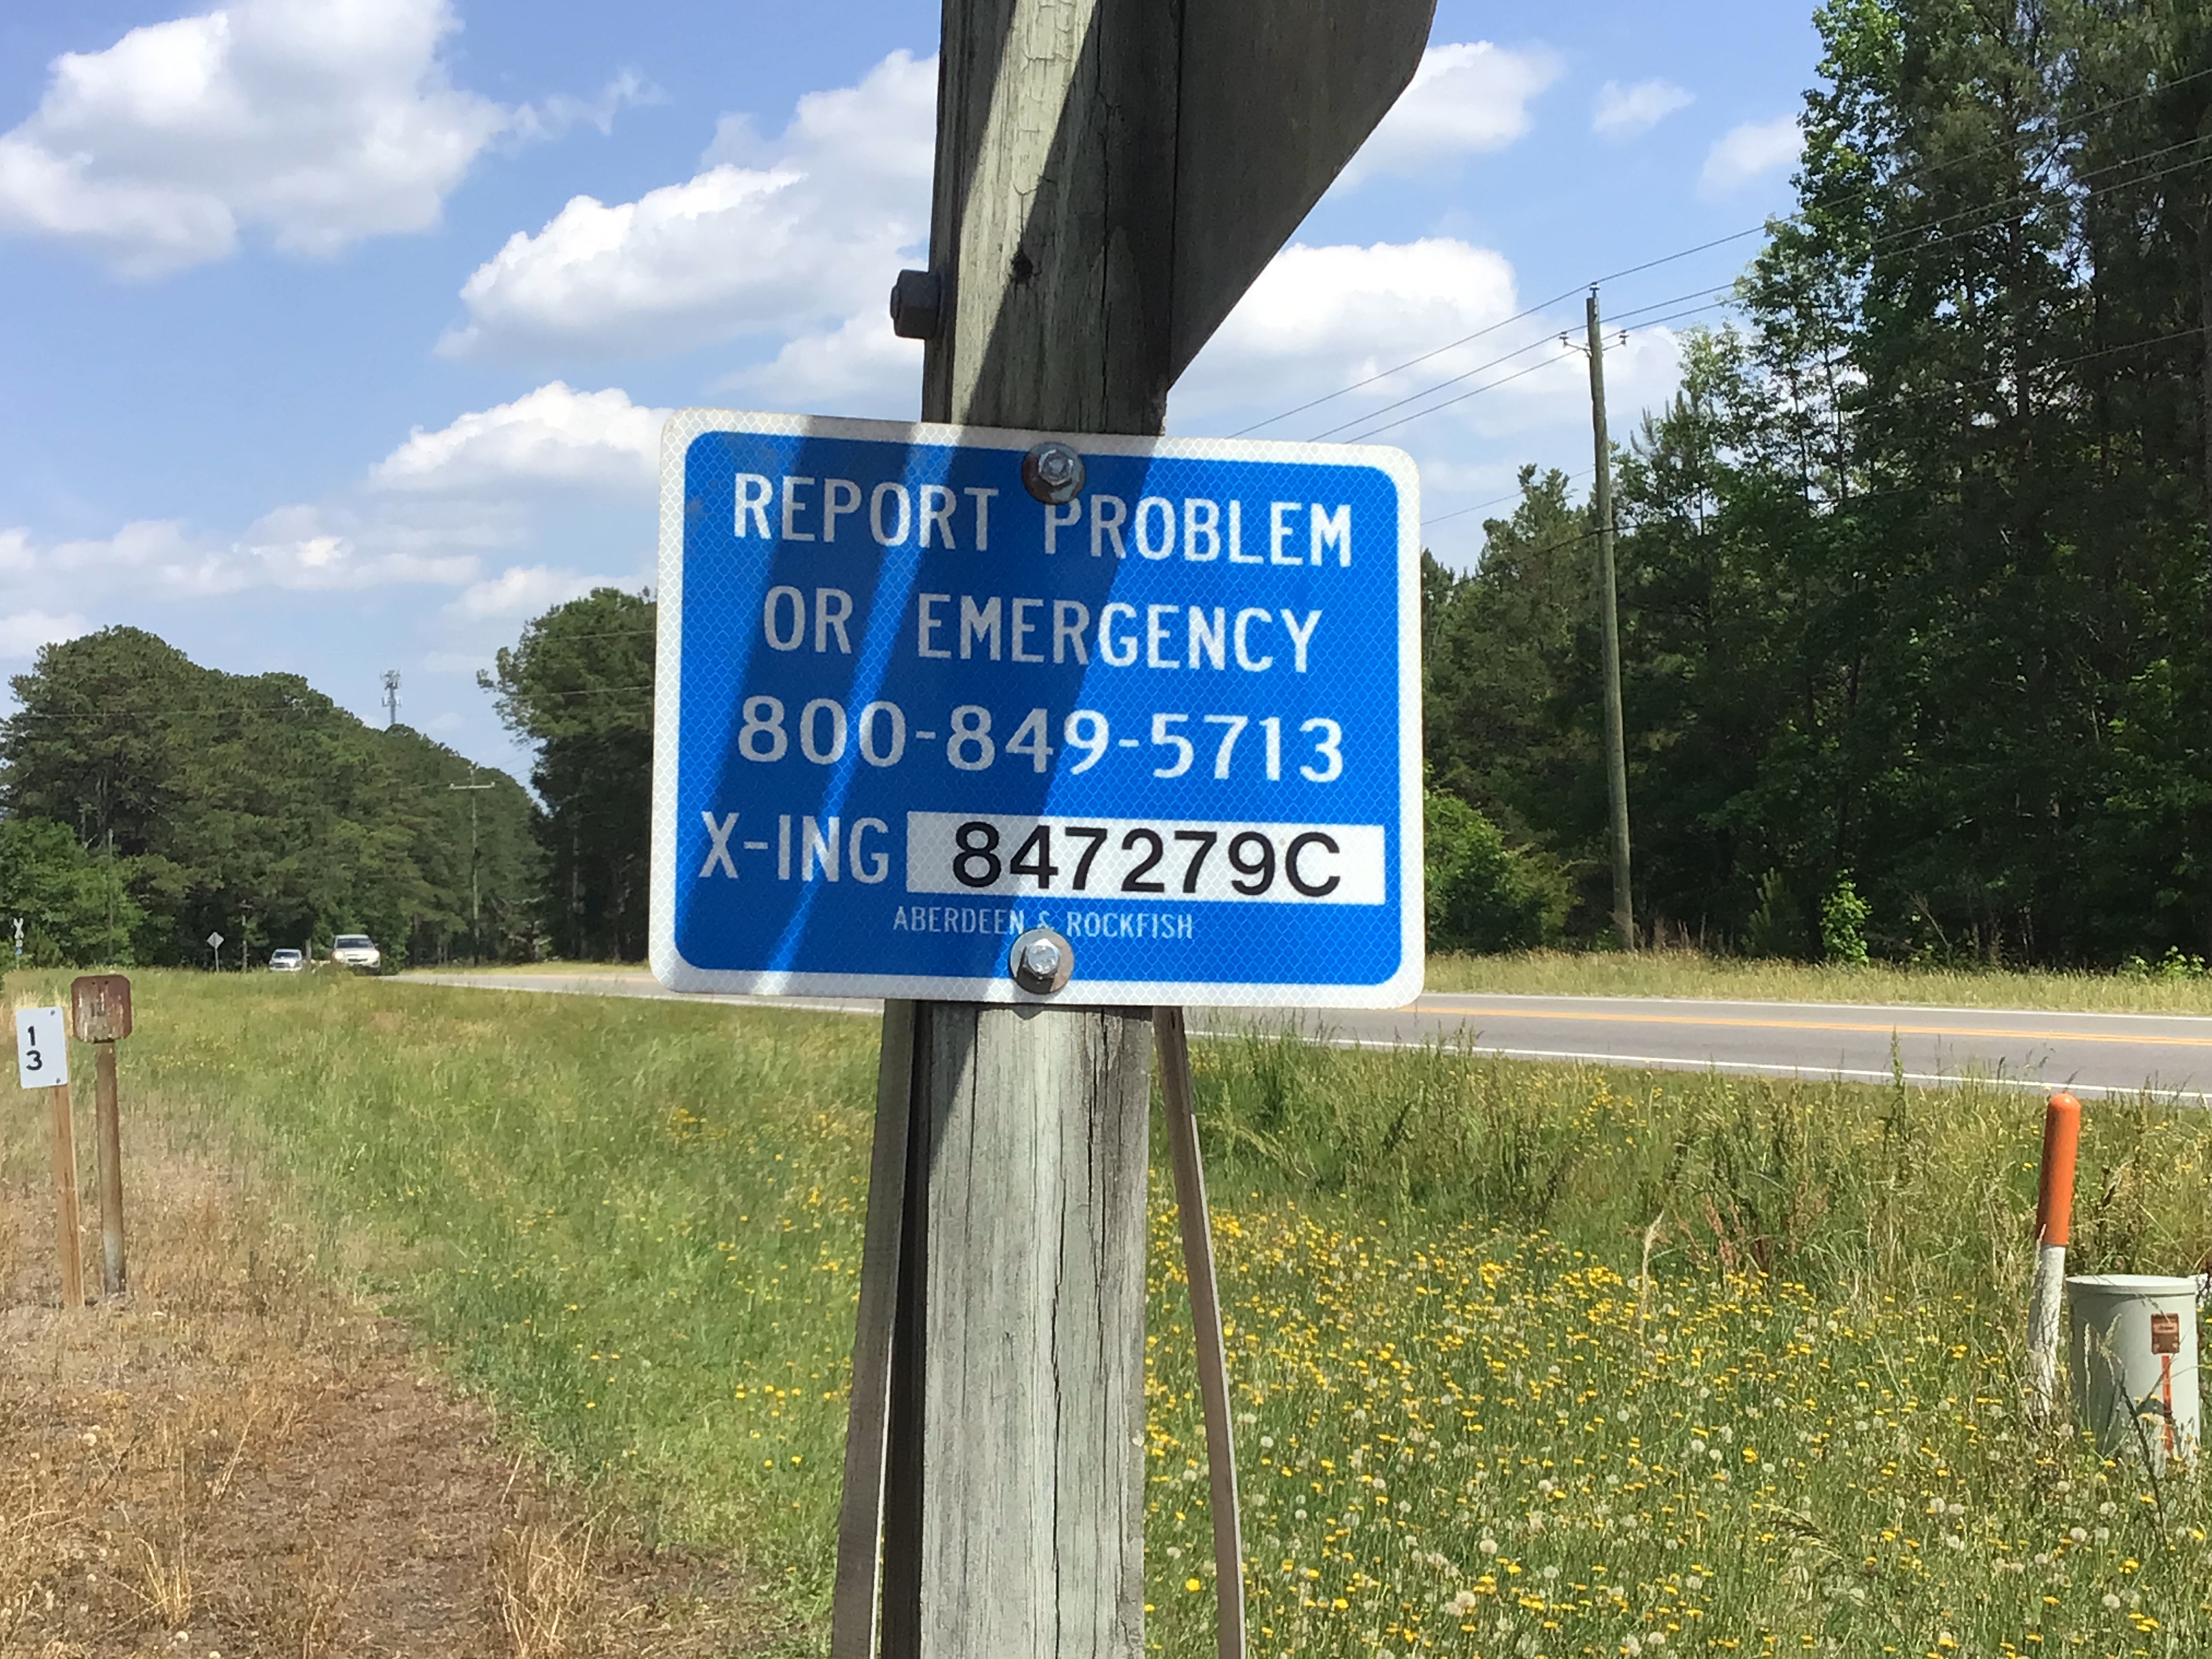 REPORT PROBLEM
OR EMERGENCY
800-849-5713
X-ING 847279C
ABERDEEN & ROCKFISH
1
3